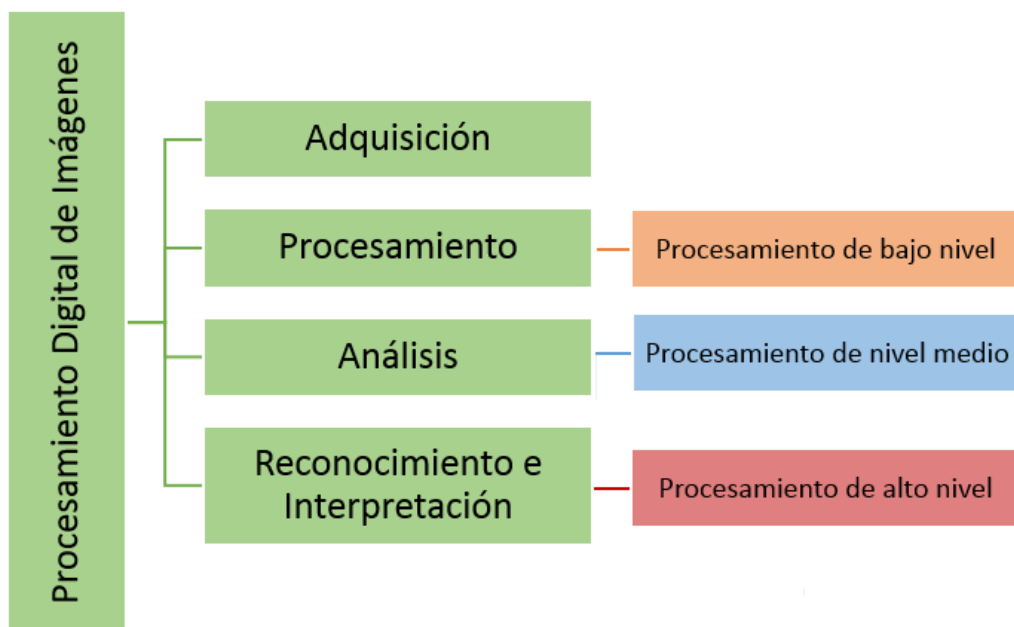 Procesamiento Digital de Imágenes
Adquisición
Procesamiento
Procesamiento de bajo nivel
Análisis
Procesamiento de nivel medio
Reconocimiento e
Interpretación
Procesamiento de alto nivel